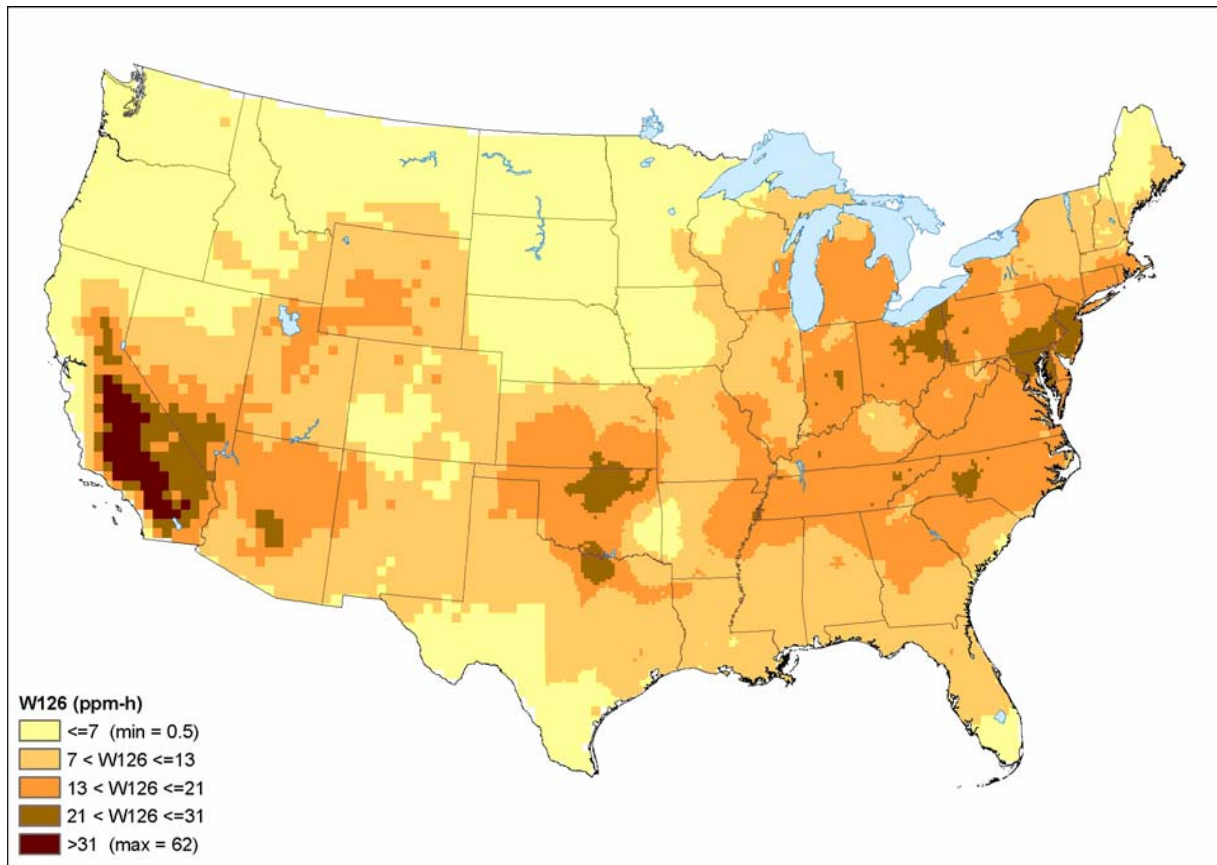 W126 (ppm-h)
<=7 (min = 0.5)
7 < W126 <=13
13 < W126 <=21
21 < W126 <=31
>31 (max = 62)